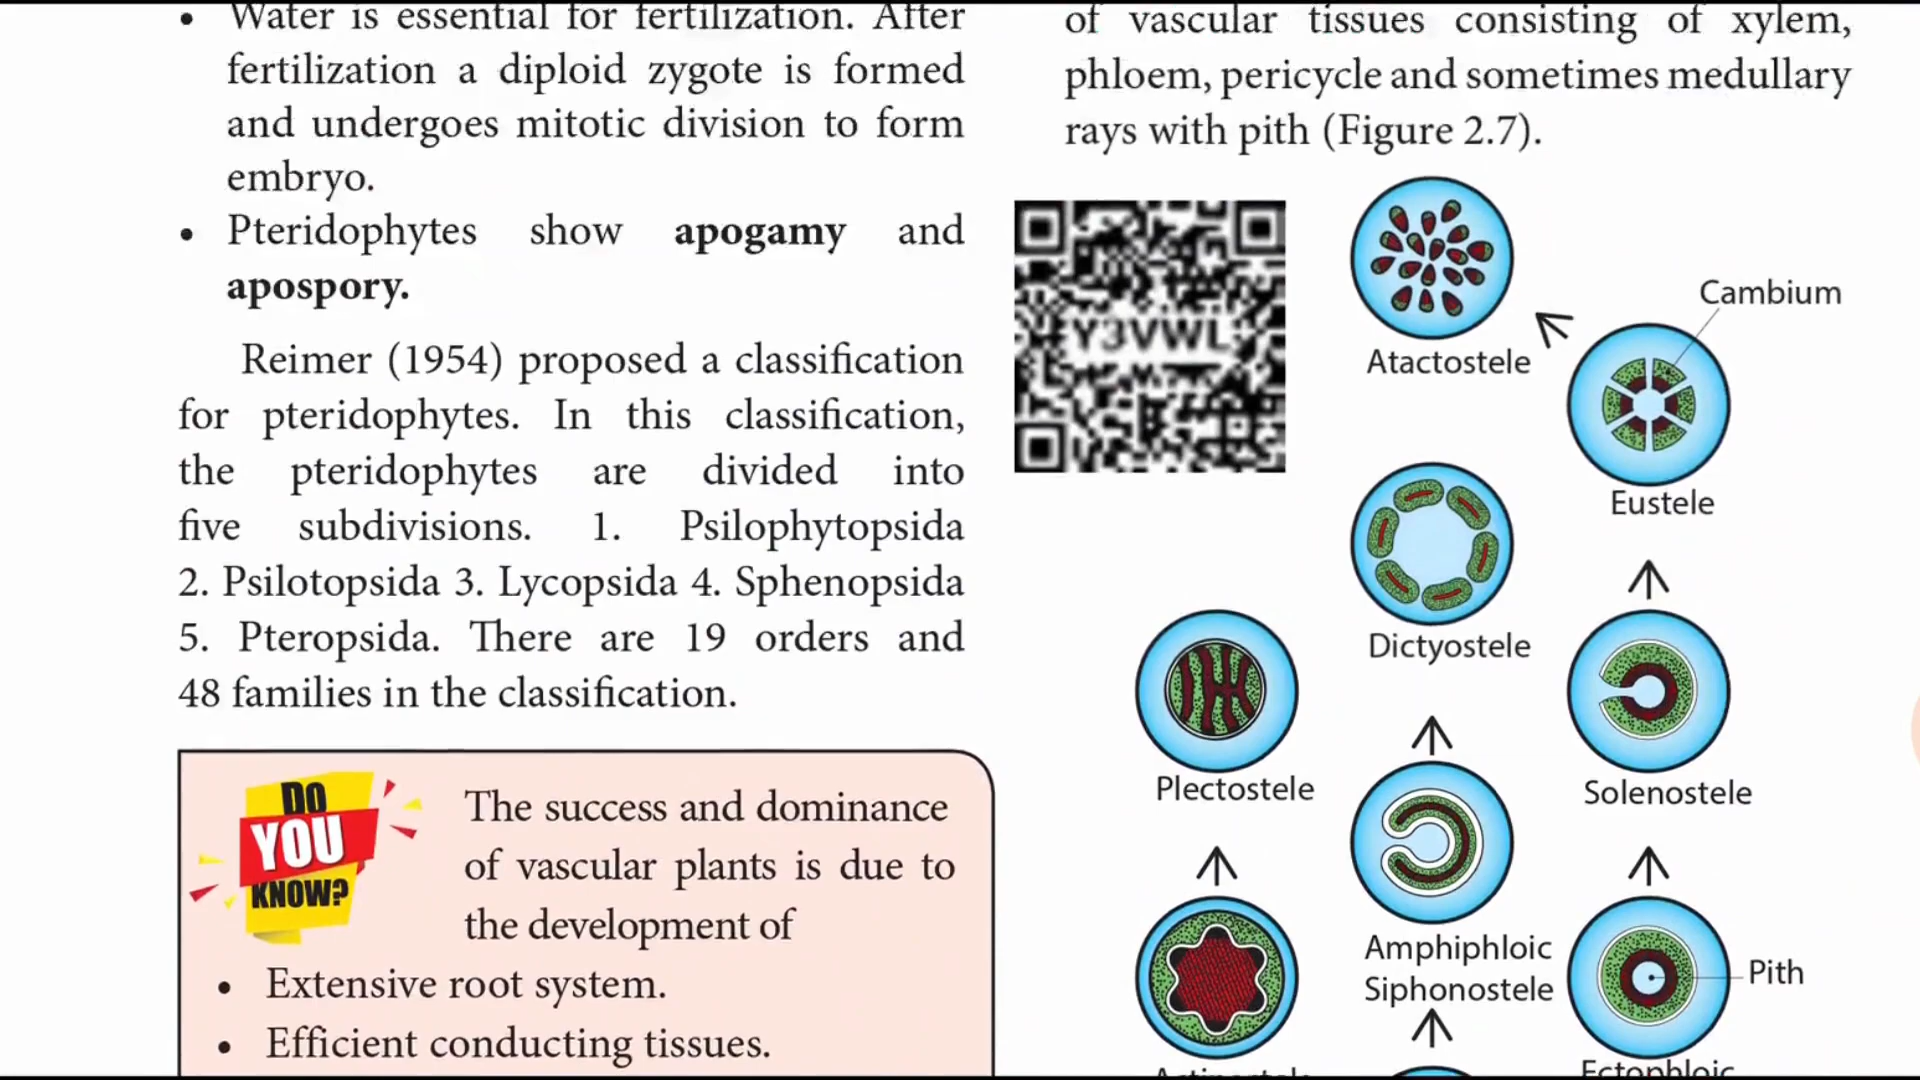 • Water is essential for fertilization. After
fertilization a diploid zygote is formed
and undergoes mitotic division to form
embryo.
• Pteridophytes show apogamy and
apospory.
Reimer (1954) proposed a classification
for pteridophytes. In this classification,
the pteridophytes are divided into
five subdivisions. 1. Psilophytopsida
2. Psilotopsida 3. Lycopsida 4. Sphenopsida
5. Pteropsida. There are 19 orders and
48 families in the classification.
DO
YOU
KNOW?
The success and dominance
of vascular plants is due to
the development of
• Extensive root system.
• Efficient conducting tissues.
of vascular tissues consisting of xylem,
phloem, pericycle and sometimes medullary
rays with pith (Figure 2.7).
Y3VWL
Cambium
Atactostele
Eustele
Dictyostele
Plectostele
Solenostele
Amphiphloic
Siphonostele
Pith
Actinostele
Ectophloic